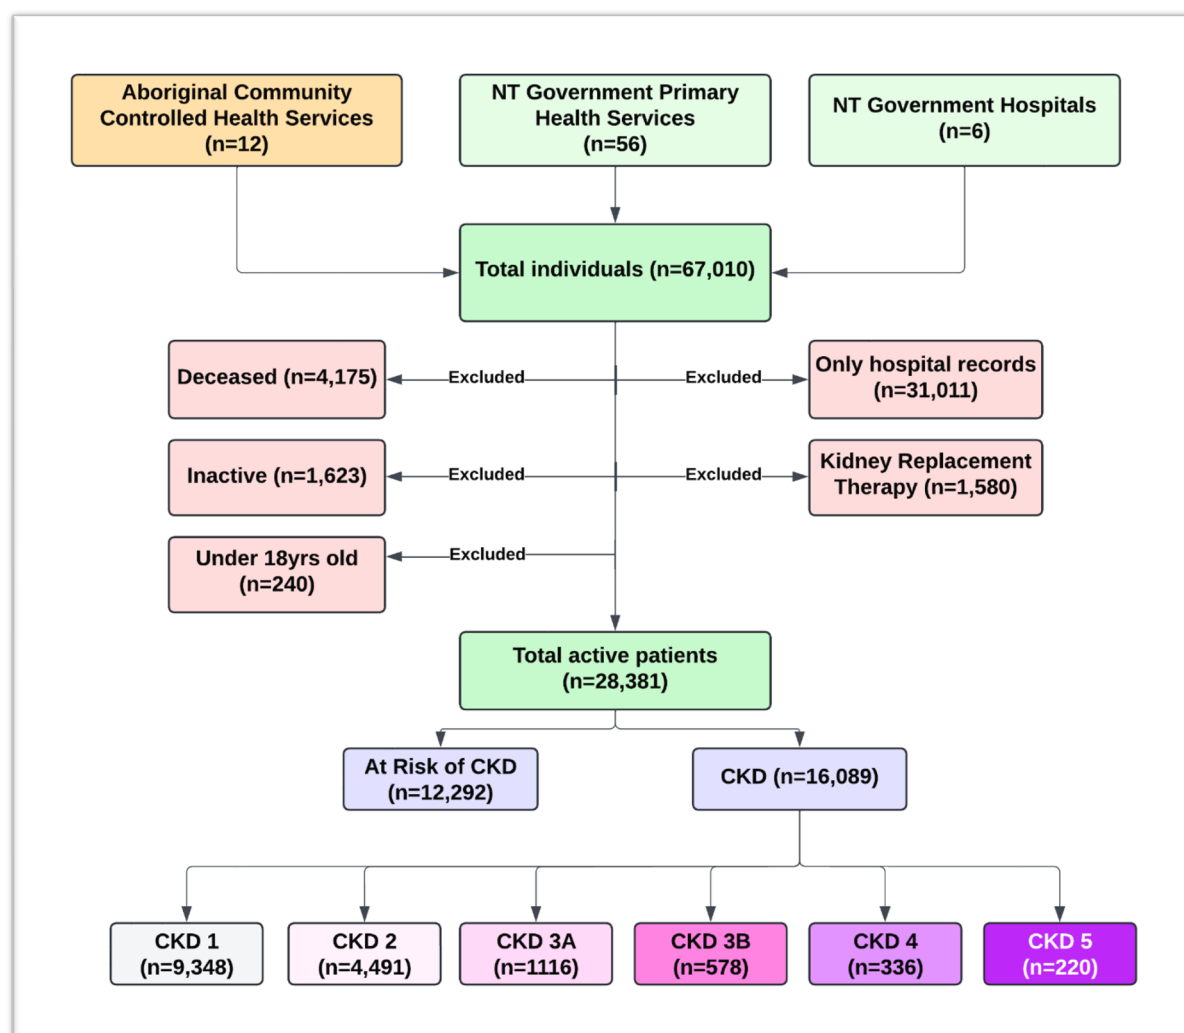 Aboriginal Community
Controlled Health Services
(n=12)
NT Government Primary
Health Services
(n=56)
NT Government Hospitals
(n=6)
Total individuals (n=67,010)
Deceased (n=4,175)
Excluded
Excluded
Only hospital records
(n=31,011)
Inactive (n=1,623)
Excluded
Excluded
Kidney Replacement
Therapy (n=1,580)
Under 18yrs old
(n=240)
Excluded
Total active patients
(n=28,381)
At Risk of CKD
(n=12,292)
CKD (n=16,089)
CKD 1
(n=9,348)
CKD 2
(n=4,491)
CKD 3A
(n=1116)
CKD 3B
(n=578)
CKD 4
(n=336)
CKD 5
(n=220)